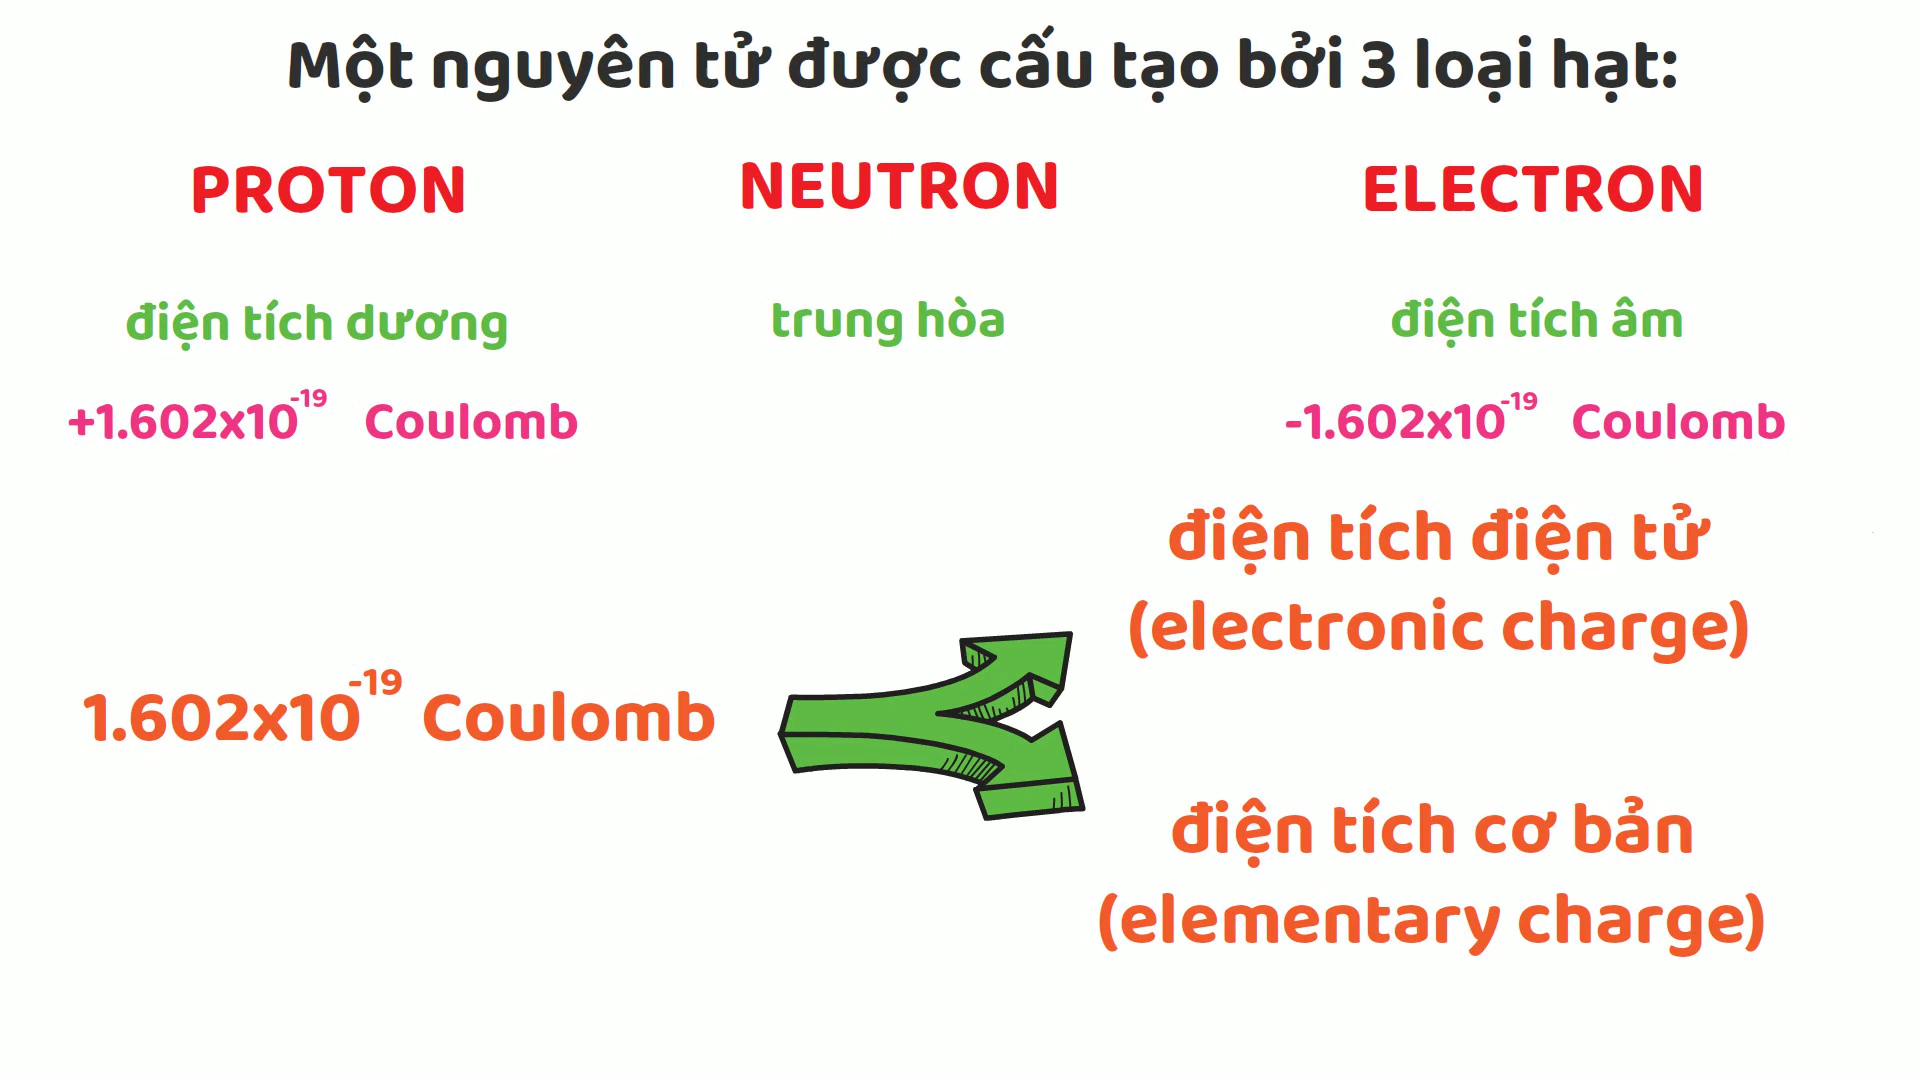 Một nguyên tử được cấu tạo bởi 3 loại hạt:
PROTON NEUTRON ELECTRON
điện tích dương trung hòa điện tích âm
+1.602x10⁻¹⁹ Coulomb -1.602x10⁻¹⁹ Coulomb
điện tích điện tử
(electronic charge)
1.602x10⁻¹⁹ Coulomb
điện tích cơ bản
(elementary charge)